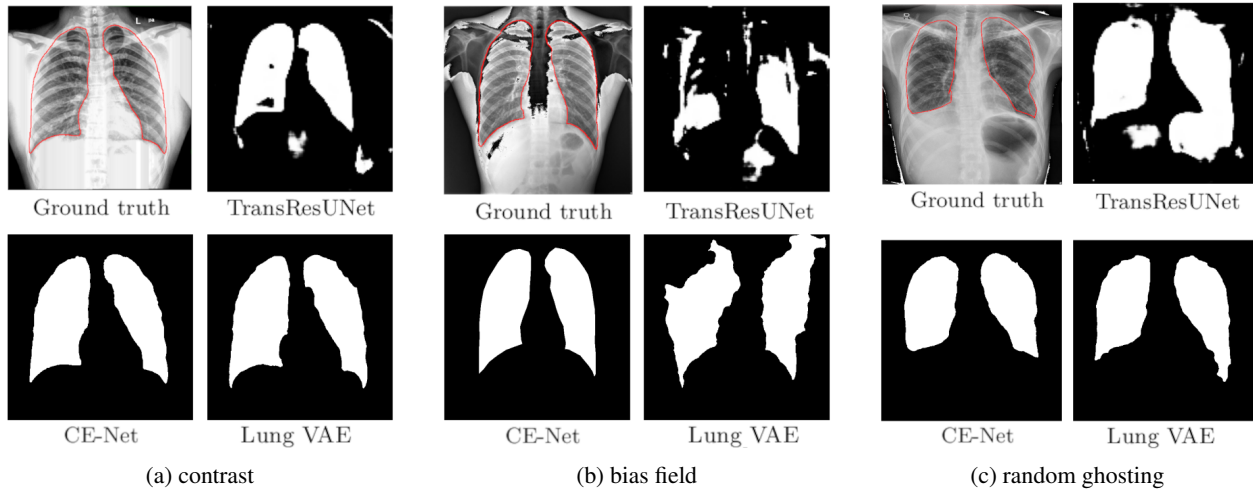 L
Ground truth TransResUNet Ground truth TransResUNet Ground truth TransResUNet
CE-Net Lung VAE CE-Net Lung VAE CE-Net Lung VAE
(a) contrast (b) bias field (c) random ghosting